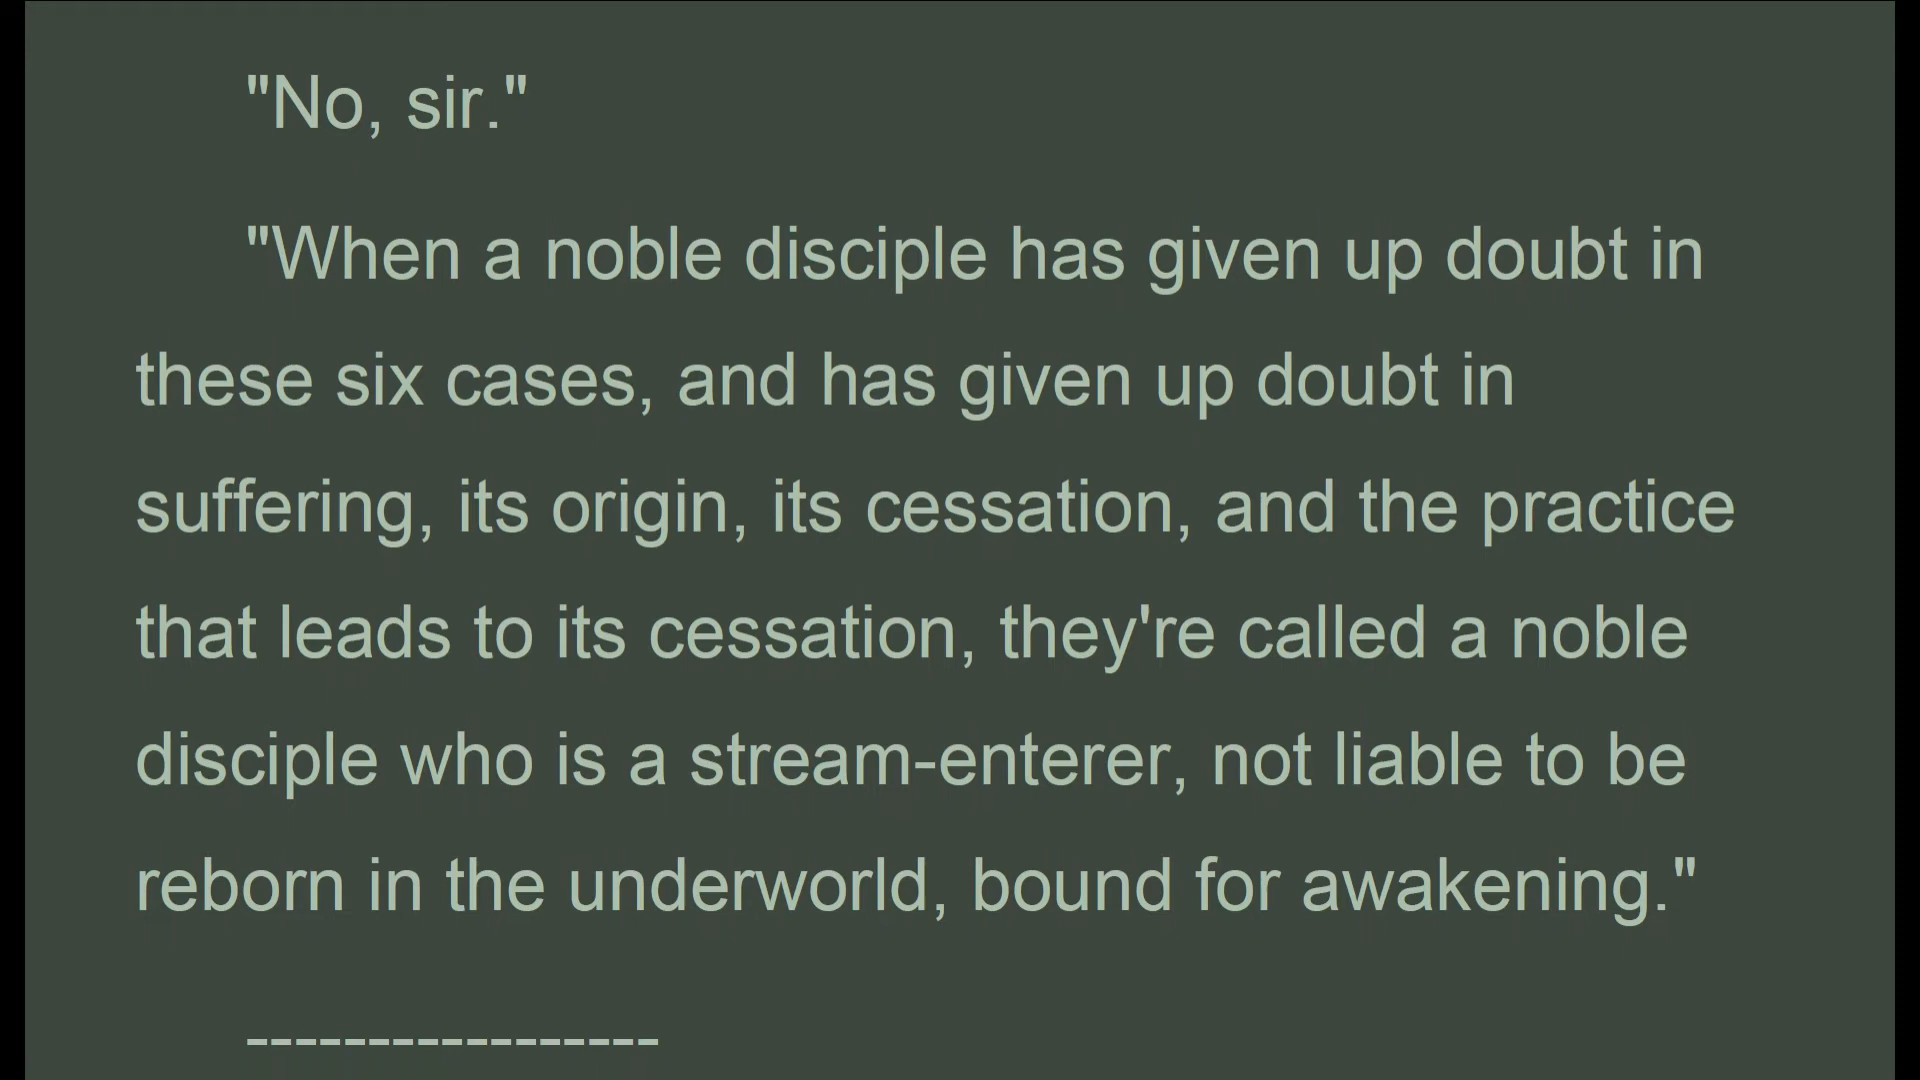 "No, sir."
"When a noble disciple has given up doubt in
these six cases, and has given up doubt in
suffering, its origin, its cessation, and the practice
that leads to its cessation, they're called a noble
disciple who is a stream-enterer, not liable to be
reborn in the underworld, bound for awakening."
-----------------